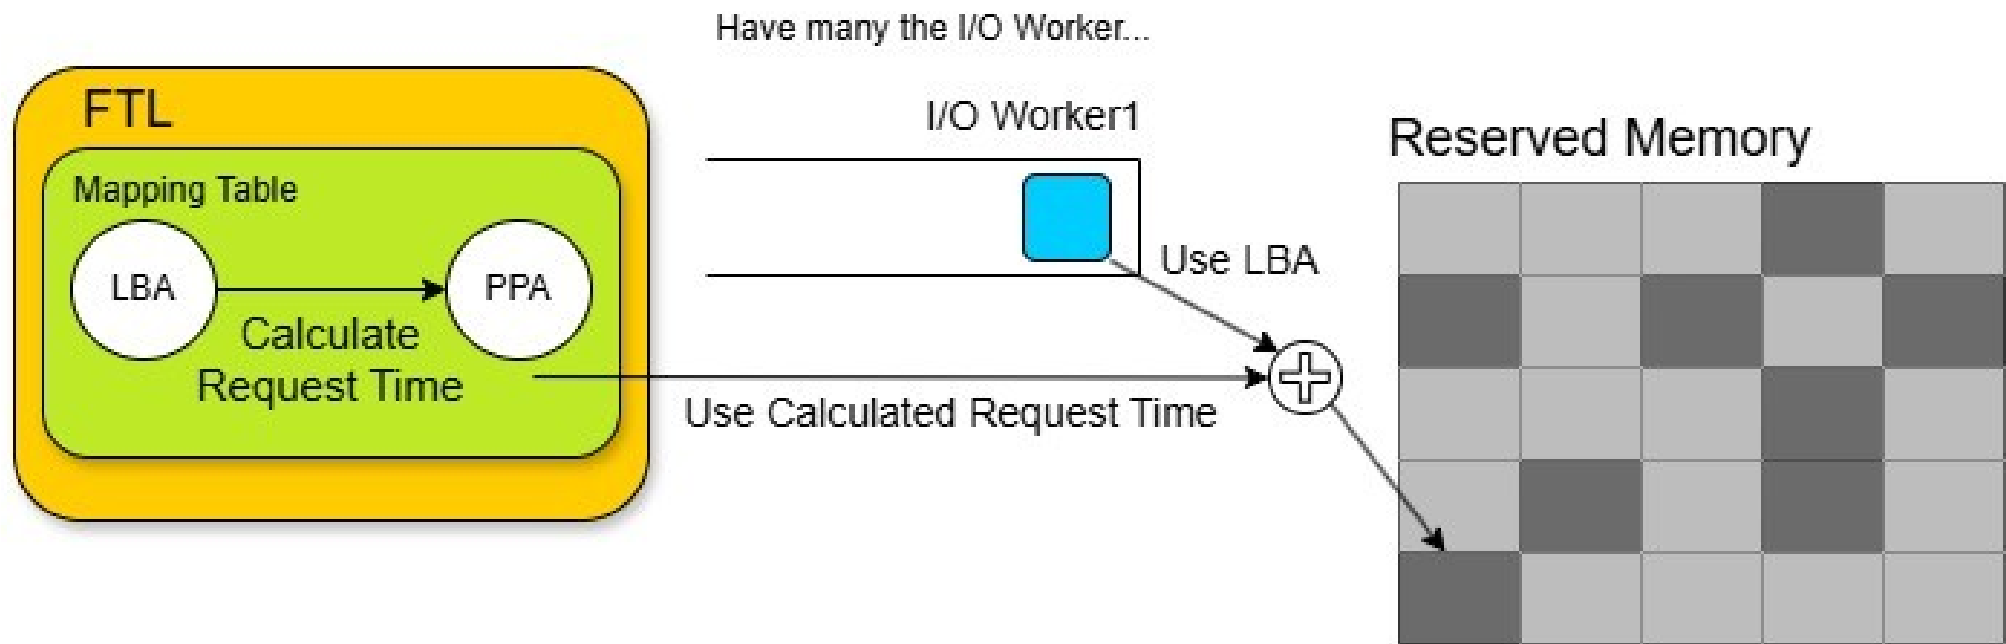 Have many the I/O Worker...
FTL
I/O Worker1
Reserved Memory
Mapping Table
LBA
PPA
Use LBA
Calculate
Request Time
Use Calculated Request Time